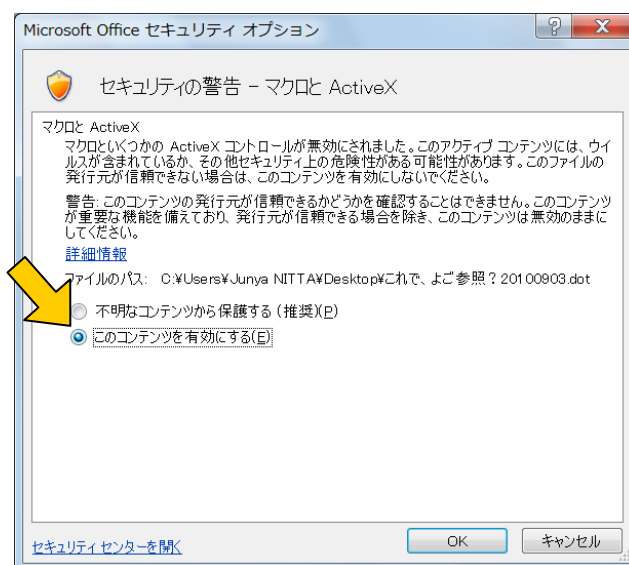 Microsoft Office セキュリティ オプション
セキュリティの警告 - マクロと ActiveX
マクロと ActiveX
マクロといくつかの ActiveX コントロールが無効にされました。このアクティブ コンテンツには、ウイ
ルスが含まれているか、その他セキュリティ上の危険性がある可能性があります。このファイルの
発行元が信頼できない場合は、このコンテンツを有効にしないでください。
警告: このコンテンツの発行元が信頼できるかどうかを確認することはできません。このコンテンツ
が重要な機能を備えており、発行元が信頼できる場合を除き、このコンテンツは無効のままに
してください。
詳細情報
ファイルのパス: C:¥Users¥Junya NITTA¥Desktop¥これで、よご参照？20100903.dot
不明なコンテンツから保護する (推奨)(P)
このコンテンツを有効にする(E)
セキュリティ センターを開く
OK
キャンセル